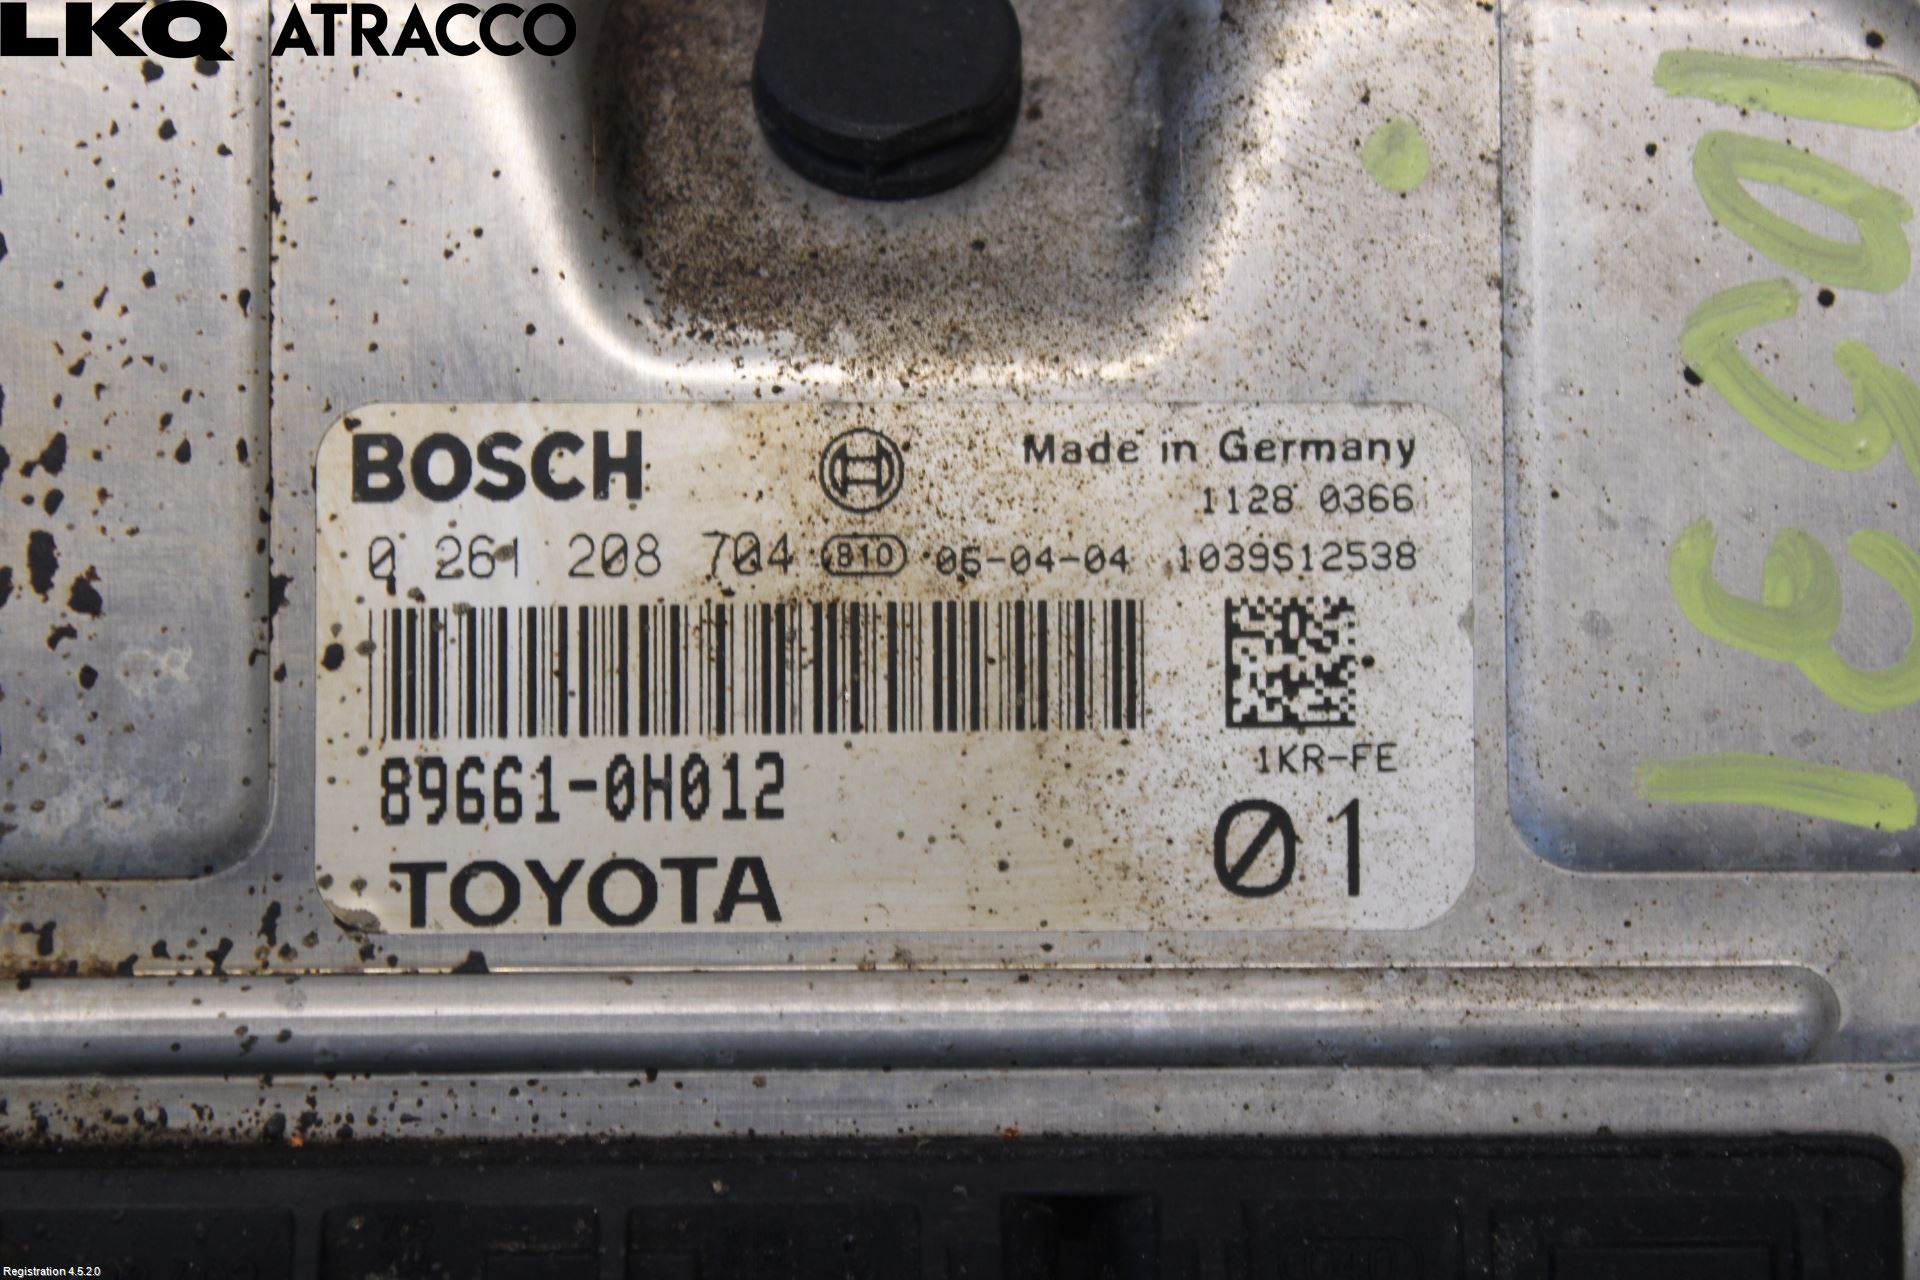 LKQ ATRACCO
BOSCH
Made in Germany
1128 0366
0 261 208 704 B10 06-04-04 1039S12538
89661-0H012
1KR-FE
TOYOTA
01
Registration 4.5.2.0